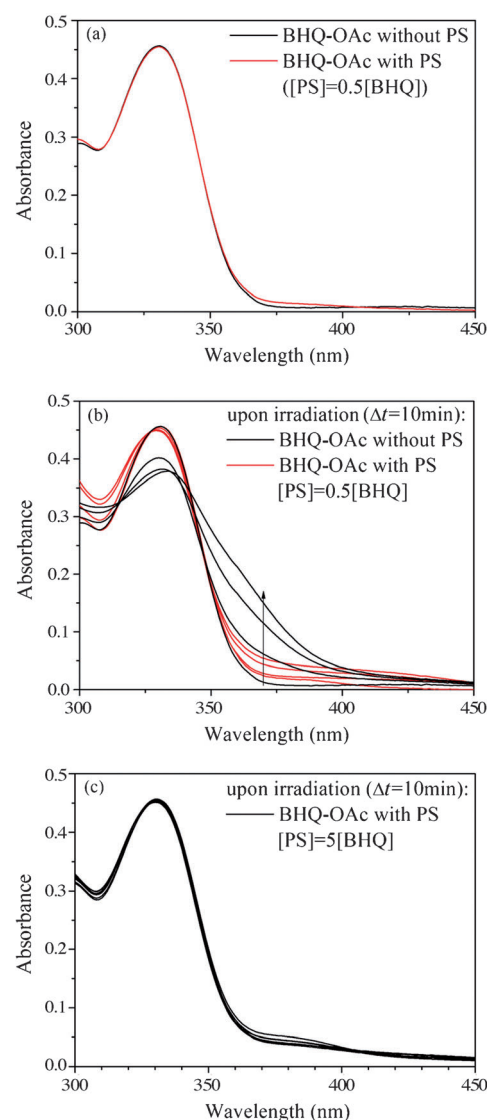 (a)
BHQ-OAc without PS
BHQ-OAc with PS
([PS]=0.5[BHQ])
Absorbance
0.5
0.4
0.3
0.2
0.1
0.0
300 350 400 450
Wavelength (nm)
(b)
upon irradiation (Δt=10min):
BHQ-OAc without PS
BHQ-OAc with PS
[PS]=0.5[BHQ]
Absorbance
0.5
0.4
0.3
0.2
0.1
0.0
300 350 400 450
Wavelength (nm)
(c)
upon irradiation (Δt=10min):
BHQ-OAc with PS
[PS]=5[BHQ]
Absorbance
0.5
0.4
0.3
0.2
0.1
0.0
300 350 400 450
Wavelength (nm)